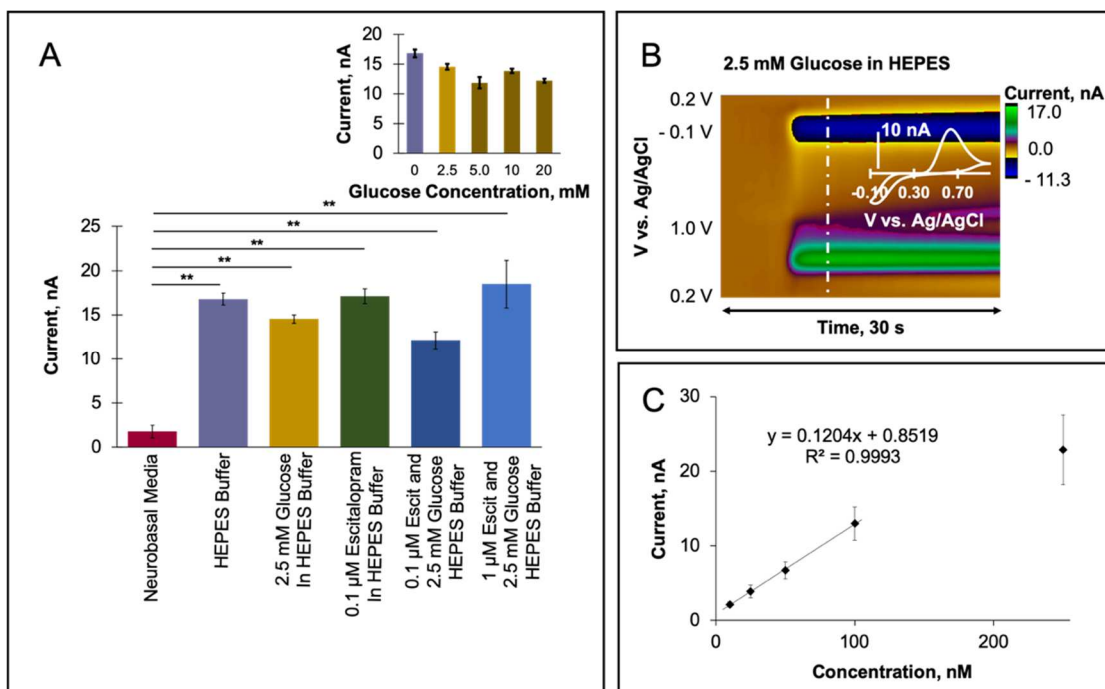 A
Current, nA
20
15
10
5
0
0 2.5 5.0 10 20
Glucose Concentration, mM
Current, nA
25
20
15
10
5
0
**
**
**
**
**
Neurobasal Media
HEPES Buffer
2.5 mM Glucose
In HEPES Buffer
0.1 µM Escitalopram
In HEPES Buffer
0.1 µM Escit and
2.5 mM Glucose
HEPES Buffer
1 µM Escit and
2.5 mM Glucose
HEPES Buffer
B
2.5 mM Glucose in HEPES
V vs. Ag/AgCl
0.2 V
- 0.1 V
1.0 V
0.2 V
10 nA
-0.10 0.30 0.70
V vs. Ag/AgCl
Current, nA
17.0
0.0
- 11.3
Time, 30 s
C
Current, nA
30
20
10
0
y = 0.1204x + 0.8519
R² = 0.9993
0 100 200
Concentration, nM